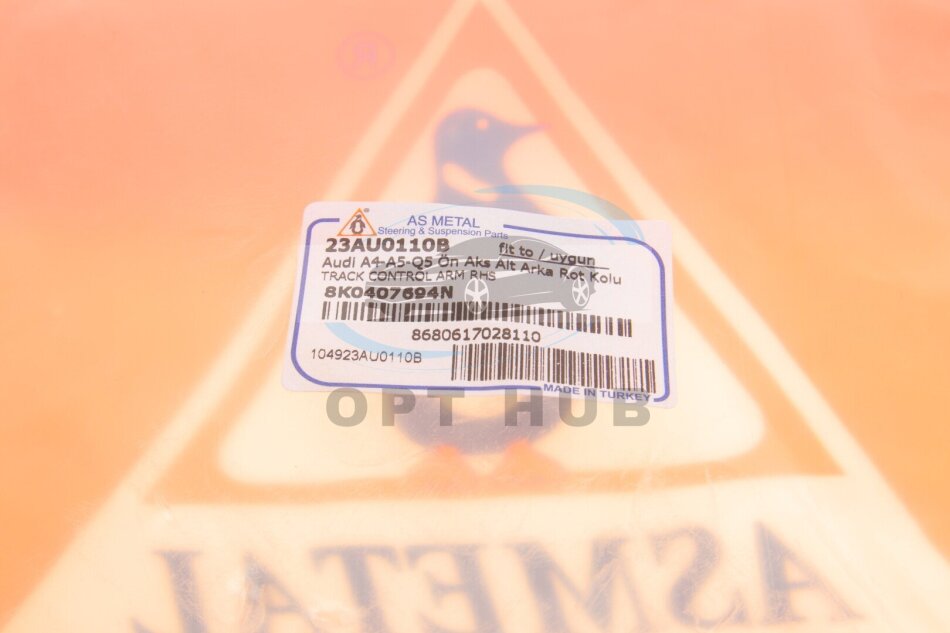 AS METAL
Steering & Suspension Parts
23AU0110B fit to / uygun
Audi A4-A5-Q5 Ön Aks Alt Arka Rot Kolu
TRACK CONTROL ARM RHS
8K0407694N
8680617028110
104923AU0110B
MADE IN TURKEY
OPT HUB
ASMETAL